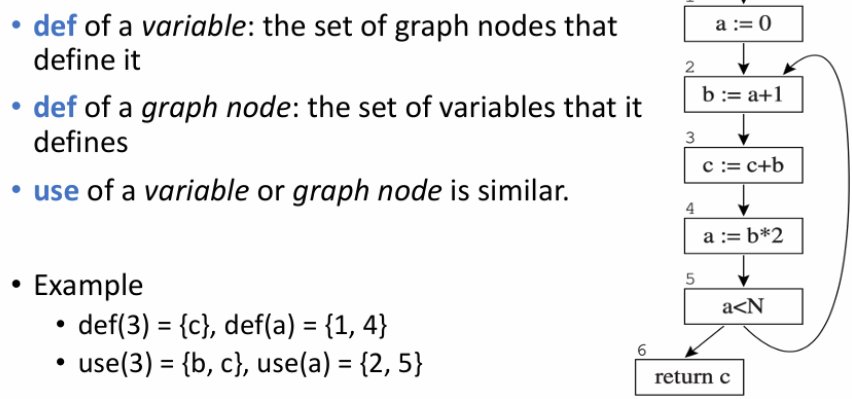 • def of a variable: the set of graph nodes that
define it
• def of a graph node: the set of variables that it
defines
• use of a variable or graph node is similar.
• Example
• def(3) = {c}, def(a) = {1, 4}
• use(3) = {b, c}, use(a) = {2, 5}
a := 0
2
b := a+1
3
c := c+b
4
a := b*2
5
a<N
6
return c